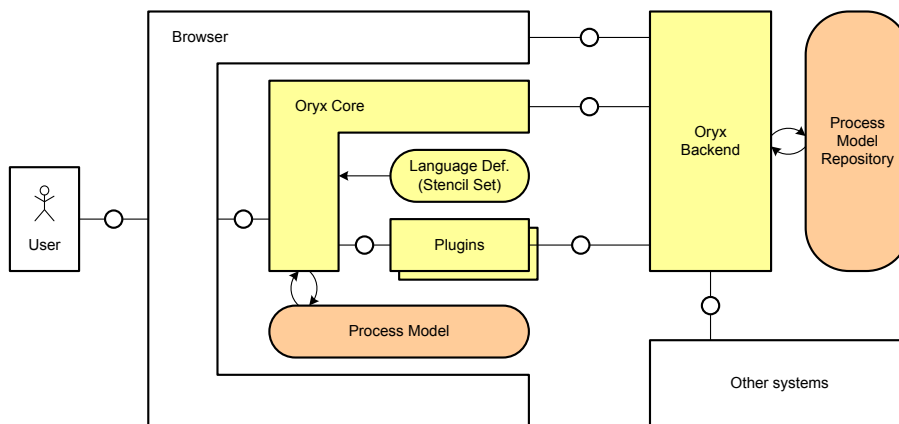 Browser
Oryx Core
Language Def.
(Stencil Set)
Plugins
Process Model
User
Oryx
Backend
Process
Model
Repository
Other systems